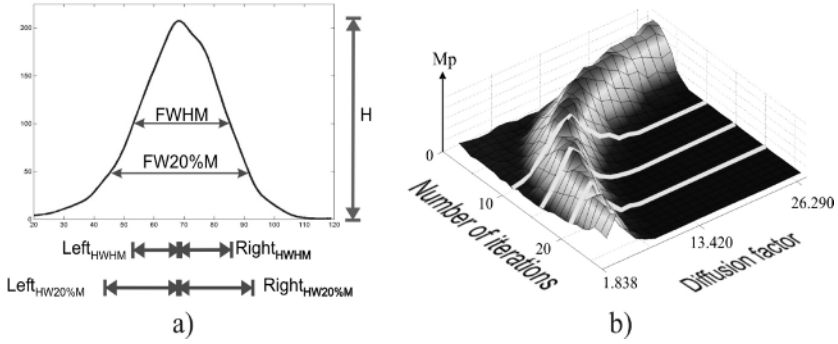 200
150
100
50
0
20 30 40 50 60 70 80 90 100 110 120
FWHM
FW20%M
H
LeftHWHM
RightHWHM
LeftHW20%M
RightHW20%M
a)
Mp
0
10
20
Number of iterations
1.838
13.420
26.290
Diffusion factor
b)